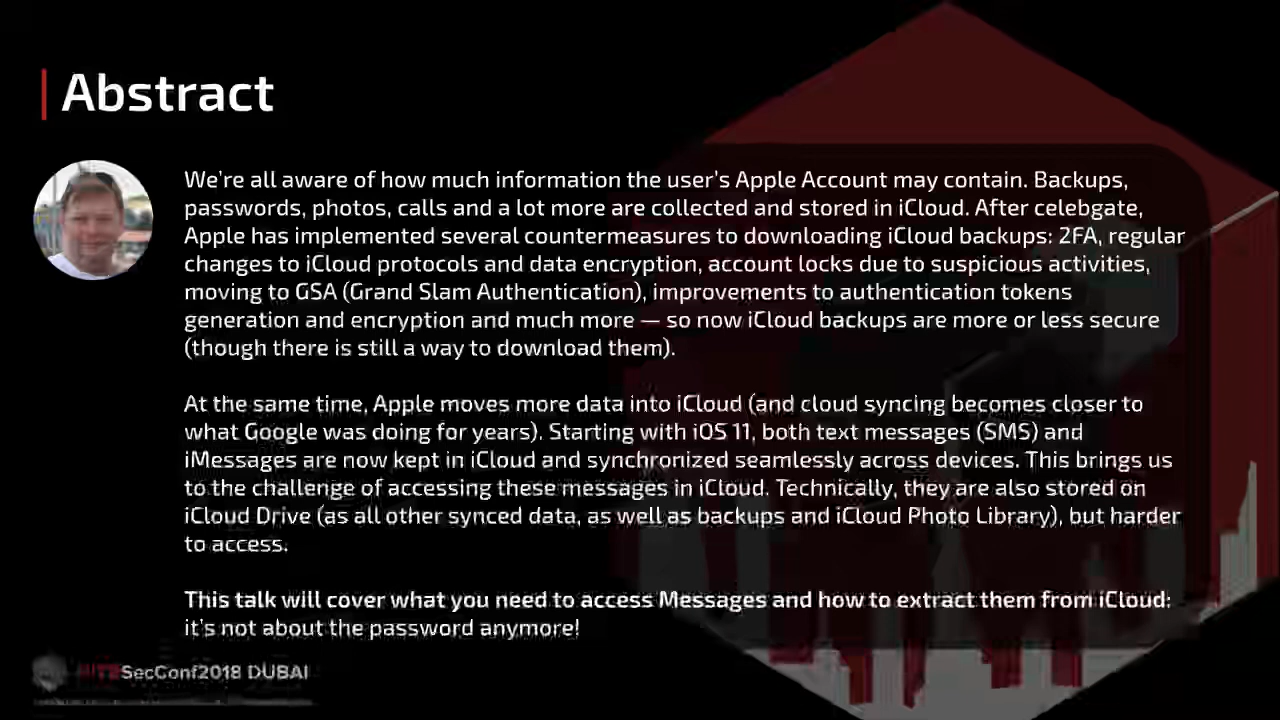 Abstract
We're all aware of how much information the user's Apple Account may contain. Backups,
passwords, photos, calls and a lot more are collected and stored in iCloud. After celebgate,
Apple has implemented several countermeasures to downloading iCloud backups: 2FA, regular
changes to iCloud protocols and data encryption, account locks due to suspicious activities,
moving to GSA (Grand Slam Authentication), improvements to authentication tokens
generation and encryption and much more — so now iCloud backups are more or less secure
(though there is still a way to download them).
At the same time, Apple moves more data into iCloud (and cloud syncing becomes closer to
what Google was doing for years). Starting with iOS 11, both text messages (SMS) and
iMessages are now kept in iCloud and synchronized seamlessly across devices. This brings us
to the challenge of accessing these messages in iCloud. Technically, they are also stored on
iCloud Drive (as all other synced data, as well as backups and iCloud Photo Library), but harder
to access.
This talk will cover what you need to access Messages and how to extract them from iCloud:
it's not about the password anymore!
HITBSecConf2018 DUBAI